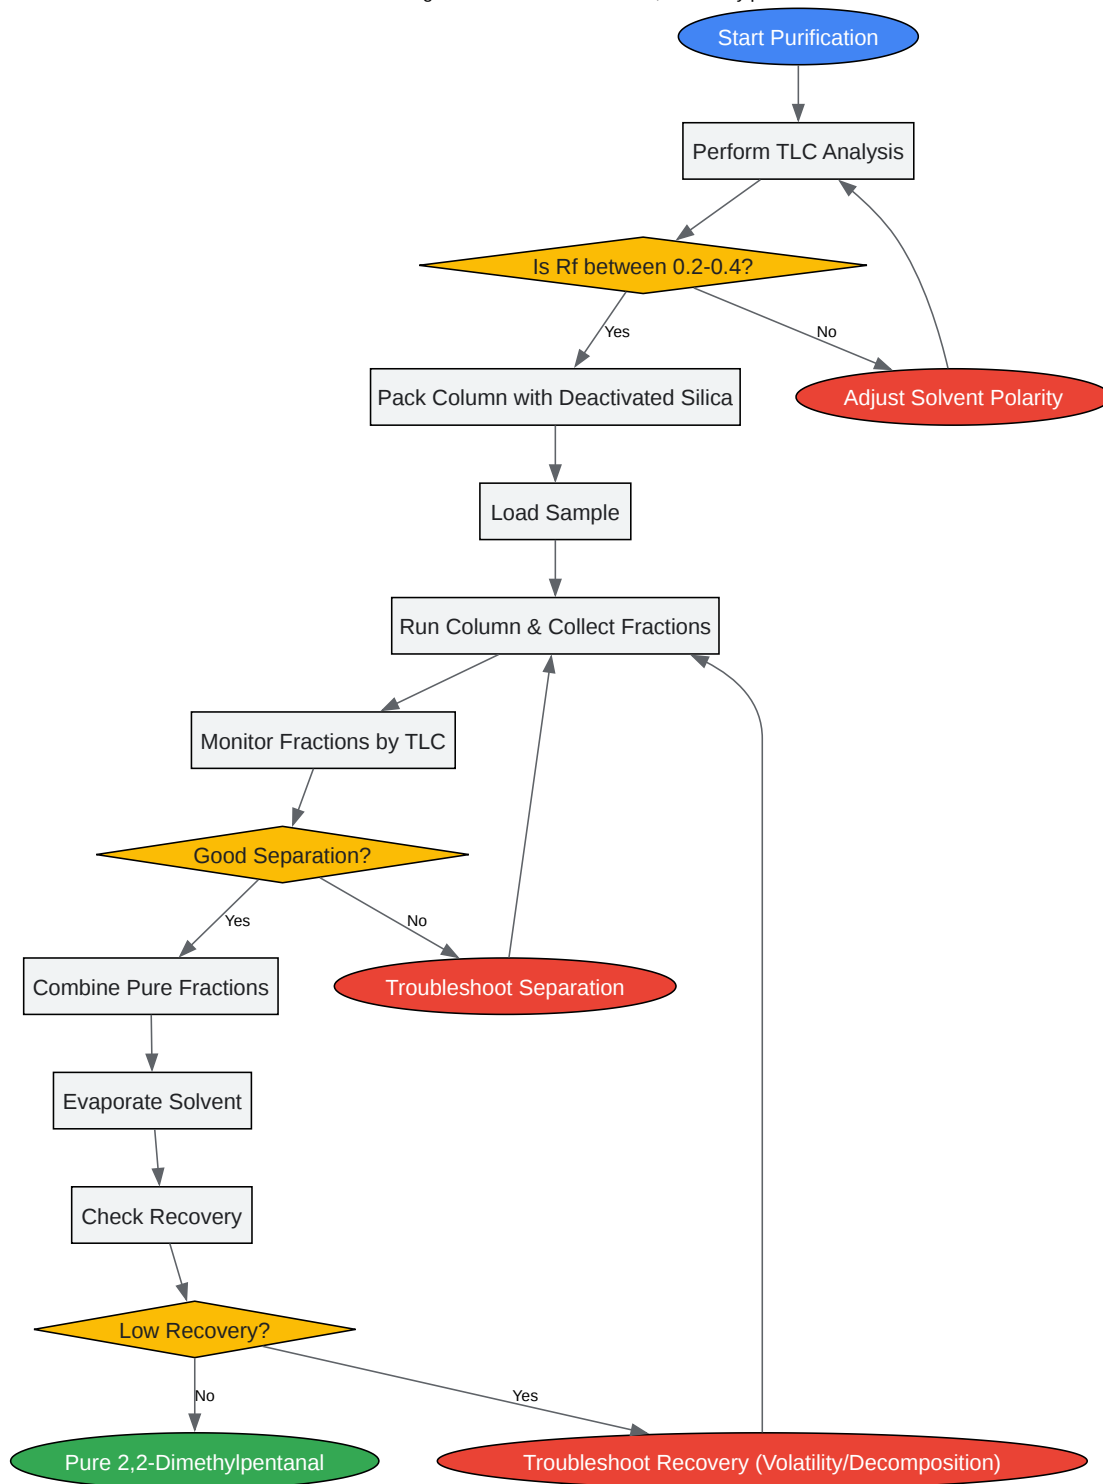 Start Purification
Perform TLC Analysis
Is Rf between 0.2-0.4?
Yes
No
Pack Column with Deactivated Silica
Adjust Solvent Polarity
Load Sample
Run Column & Collect Fractions
Monitor Fractions by TLC
Good Separation?
Yes
No
Combine Pure Fractions
Troubleshoot Separation
Evaporate Solvent
Check Recovery
Low Recovery?
No
Yes
Pure 2,2-Dimethylpentanal
Troubleshoot Recovery (Volatility/Decomposition)